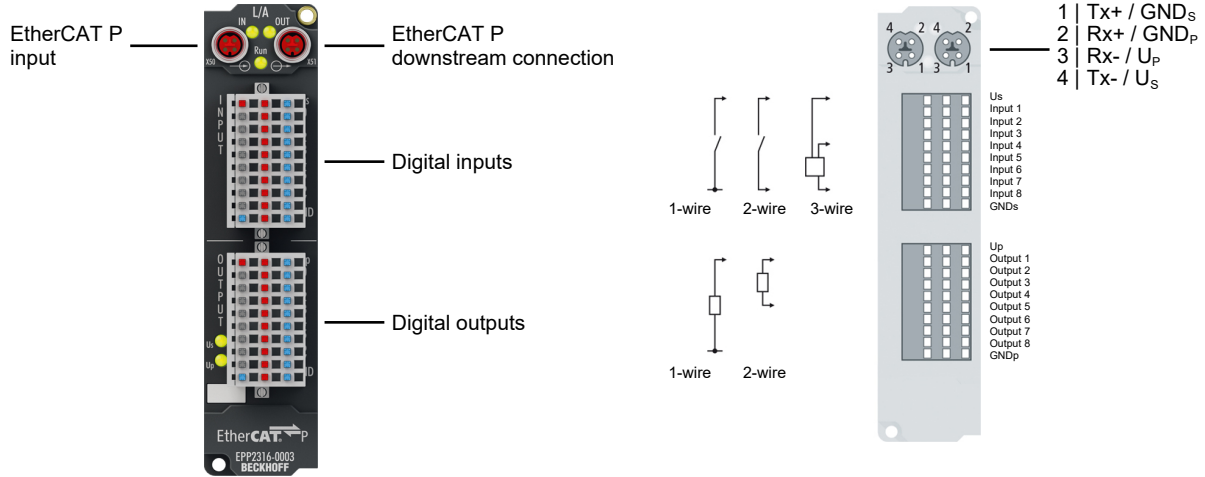 EtherCAT P
input
L/A
IN OUT
Run
X50
X51
EtherCAT P
downstream connection
INPUT
Digital inputs
OUTPUT
Digital outputs
Us
Up
EtherCAT. P
EPP2316-0003
BECKHOFF
1-wire 2-wire 3-wire
1-wire 2-wire
4 2 4 2
3 1 3 1
1 | Tx+ / GNDS
2 | Rx+ / GNDP
3 | Rx- / UP
4 | Tx- / US
Us
Input 1
Input 2
Input 3
Input 4
Input 5
Input 6
Input 7
Input 8
GNDs
Up
Output 1
Output 2
Output 3
Output 4
Output 5
Output 6
Output 7
Output 8
GNDp